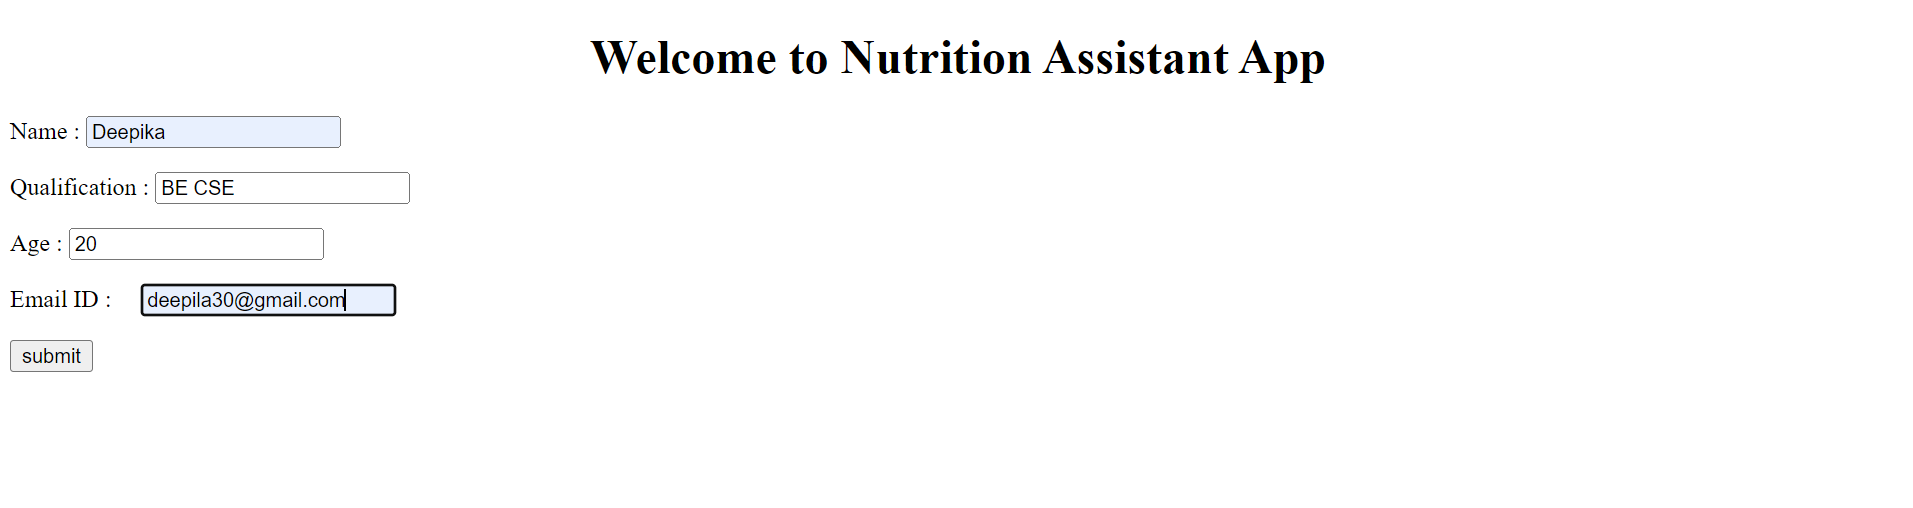 Welcome to Nutrition Assistant App
Name : Deepika
Qualification : BE CSE
Age : 20
Email ID : deepila30@gmail.com
submit